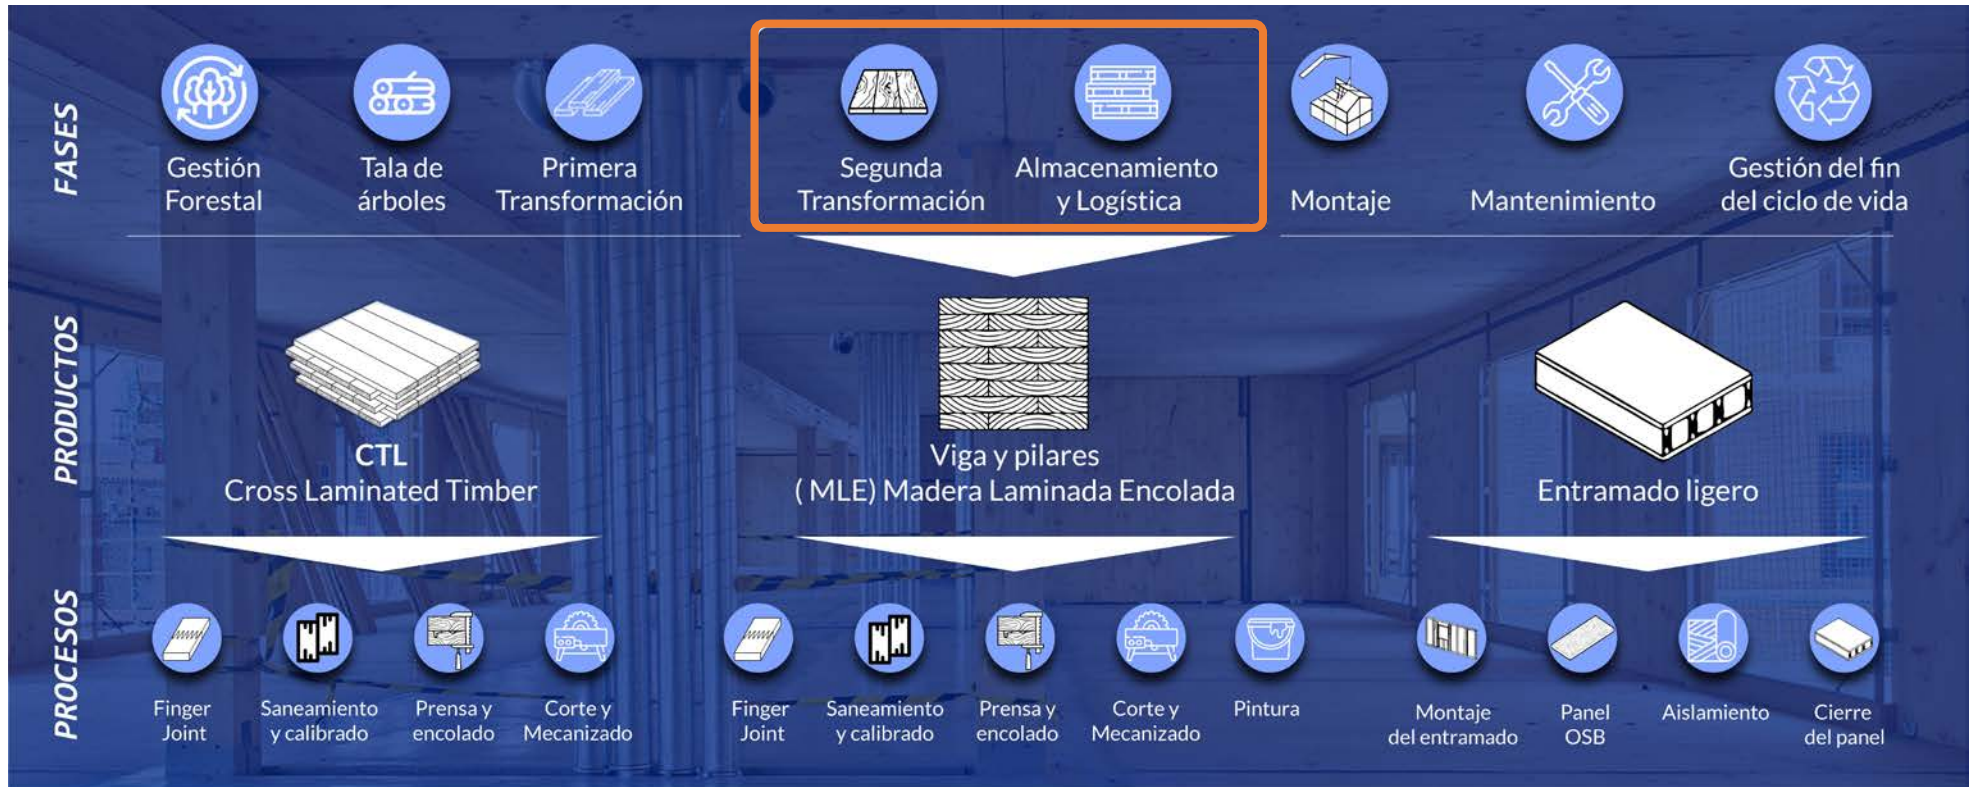 FASES
Gestión
Forestal
Tala de
árboles
Primera
Transformación
Segunda
Transformación
Almacenamiento
y Logística
Montaje
Mantenimiento
Gestión del fin
del ciclo de vida
PRODUCTOS
CTL
Cross Laminated Timber
Viga y pilares
( MLE) Madera Laminada Encolada
Entramado ligero
PROCESOS
Finger
Joint
Saneamiento
y calibrado
Prensa y
encolado
Corte y
Mecanizado
Finger
Joint
Saneamiento
y calibrado
Prensa y
encolado
Corte y
Mecanizado
Pintura
Montaje
del entramado
Panel
OSB
Aislamiento
Cierre
del panel